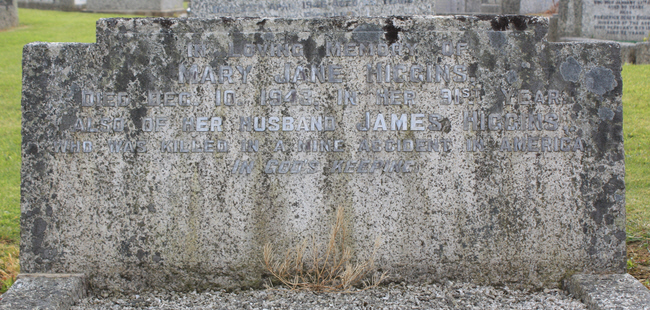 IN LOVING MEMORY OF
MARY JANE HIGGINS
DIED DEC. 10 1948. IN HER 81ST YEAR
ALSO OF HER HUSBAND JAMES HIGGINS
WHO WAS KILLED IN A MINE ACCIDENT IN AMERICA
IN GOD'S KEEPING